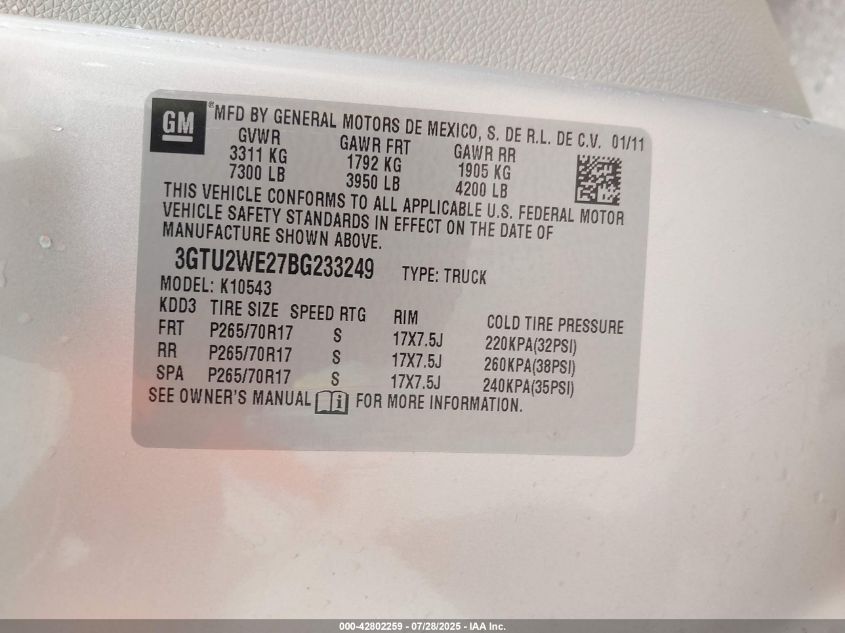 GM
®MFD BY GENERAL MOTORS DE MEXICO, S. DE R.L. DE C.V. 01/11
GVWR GAWR FRT GAWR RR
3311 KG 1792 KG 1905 KG
7300 LB 3950 LB 4200 LB
THIS VEHICLE CONFORMS TO ALL APPLICABLE U.S. FEDERAL MOTOR
VEHICLE SAFETY STANDARDS IN EFFECT ON THE DATE OF
MANUFACTURE SHOWN ABOVE.
3GTU2WE27BG233249 TYPE: TRUCK
MODEL: K10543
KDD3 TIRE SIZE SPEED RTG RIM COLD TIRE PRESSURE
FRT P265/70R17 S 17X7.5J 220KPA(32PSI)
RR P265/70R17 S 17X7.5J 260KPA(38PSI)
SPA P265/70R17 S 17X7.5J 240KPA(35PSI)
SEE OWNER'S MANUAL i FOR MORE INFORMATION.
000-42802259 - 07/28/2025 - IAA Inc.